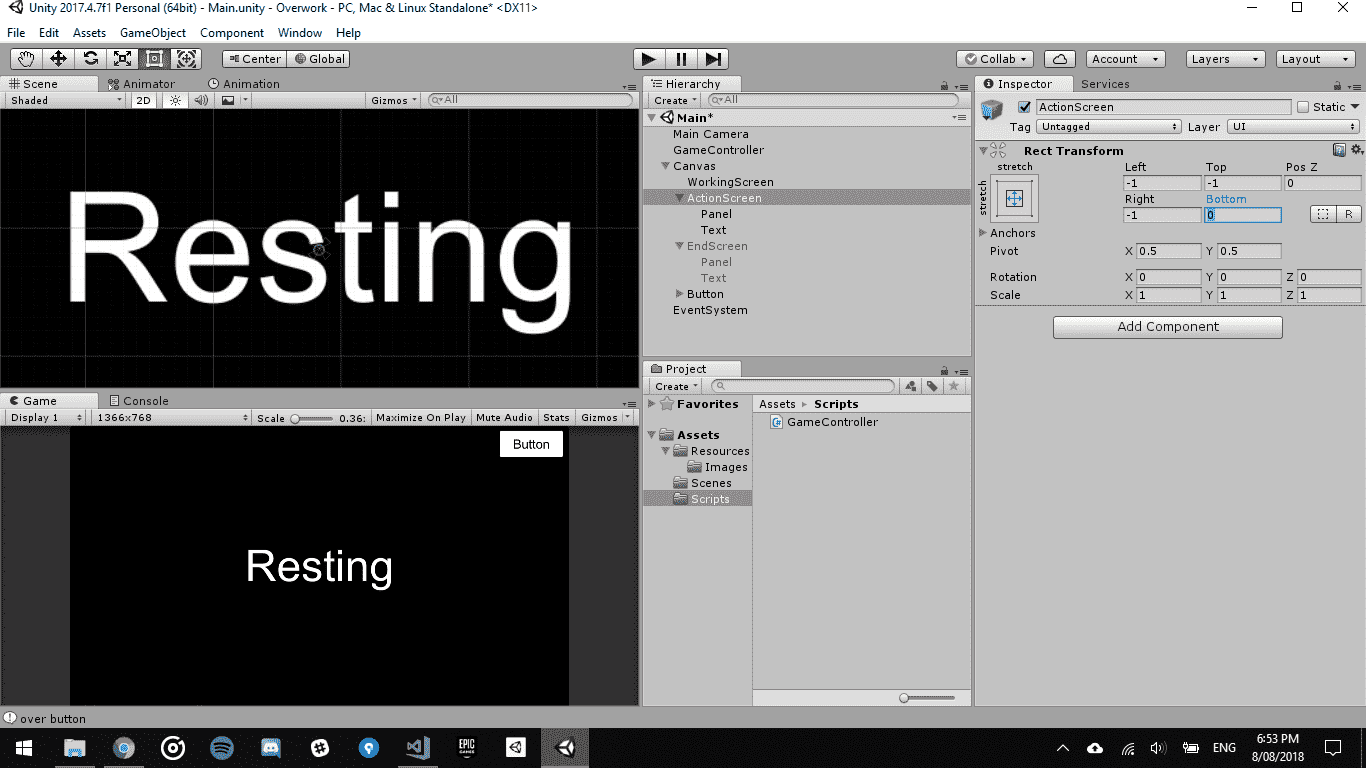 Unity 2017.4.7f1 Personal (64bit) - Main.unity - Overwork - PC, Mac & Linux Standalone* <DX11>
File Edit Assets GameObject Component Window Help
Center Global Collab Account Layers Layout
Scene Animator Animation
Shaded 2D Gizmos All
Resting
Game Console
Display 1 1366x768 Scale 0.36: Maximize On Play Mute Audio Stats Gizmos
Button
Resting
Hierarchy
Create All
Main*
Main Camera
GameController
Canvas
WorkingScreen
ActionScreen
Panel
Text
EndScreen
Panel
Text
Button
EventSystem
Project
Create
Favorites
Assets
Resources
Images
Scenes
Scripts
Assets Scripts
GameController
Inspector Services
ActionScreen Static
Tag Untagged Layer UI
Rect Transform
stretch
stretch
Left Top Pos Z
-1 -1 0
Right Bottom
-1 0
R
Anchors
Pivot X 0.5 Y 0.5
Rotation X 0 Y 0 Z 0
Scale X 1 Y 1 Z 1
Add Component
over button
EPIC
GAMES
ENG
6:53 PM
8/08/2018